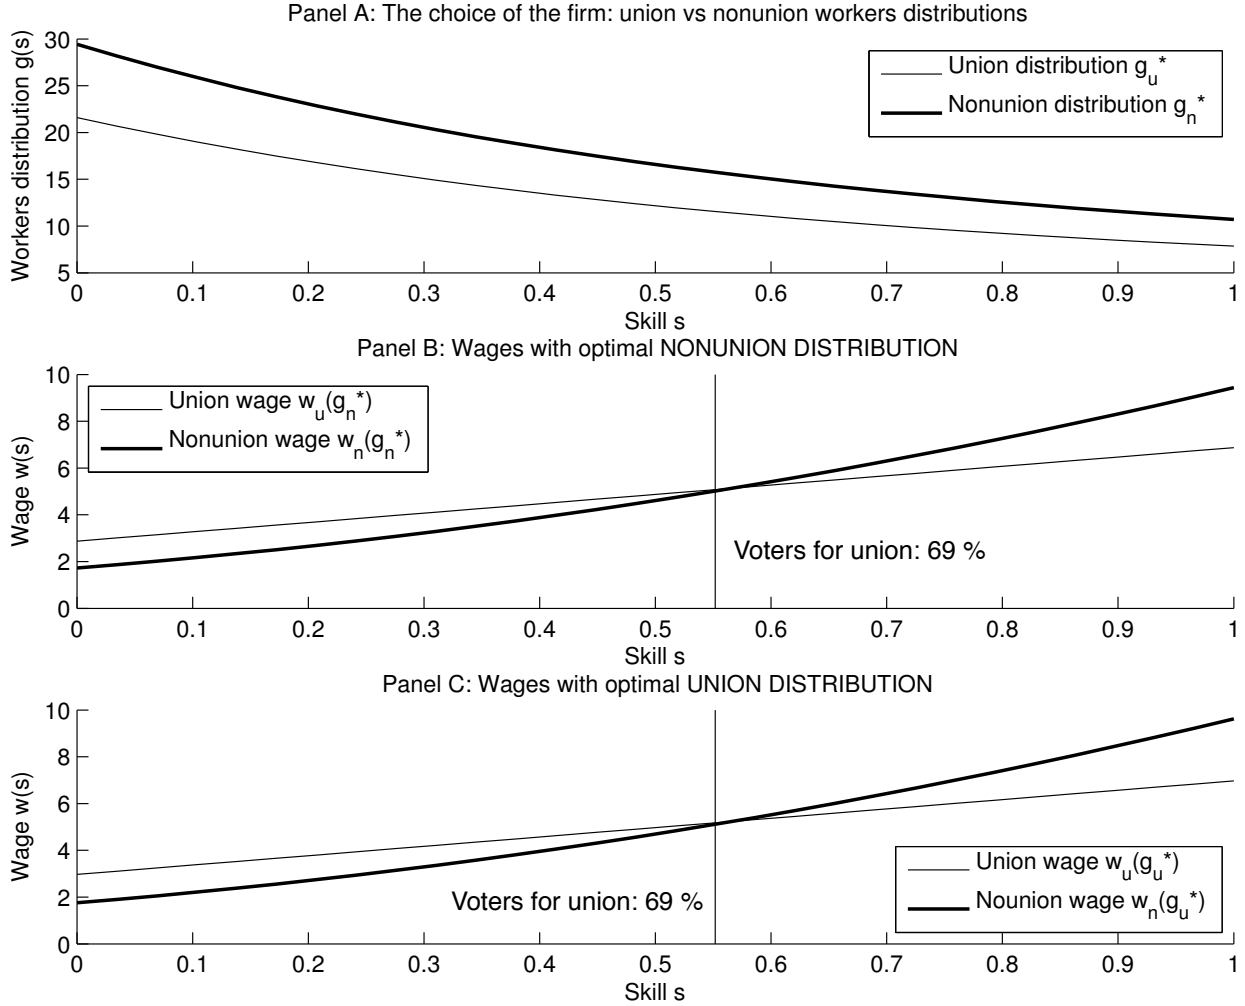 Panel A: The choice of the firm: union vs nonunion workers distributions
Workers distribution g(s)
30
25
20
15
10
5
Union distribution g_u*
Nonunion distribution g_n*
0 0.1 0.2 0.3 0.4 0.5 0.6 0.7 0.8 0.9 1
Skill s
Panel B: Wages with optimal NONUNION DISTRIBUTION
Wage w(s)
10
8
6
4
2
0
Union wage w_u(g_n*)
Nonunion wage w_n(g_n*)
Voters for union: 69 %
0 0.1 0.2 0.3 0.4 0.5 0.6 0.7 0.8 0.9 1
Skill s
Panel C: Wages with optimal UNION DISTRIBUTION
Wage w(s)
10
8
6
4
2
0
Voters for union: 69 %
Union wage w_u(g_u*)
Nounion wage w_n(g_u*)
0 0.1 0.2 0.3 0.4 0.5 0.6 0.7 0.8 0.9 1
Skill s